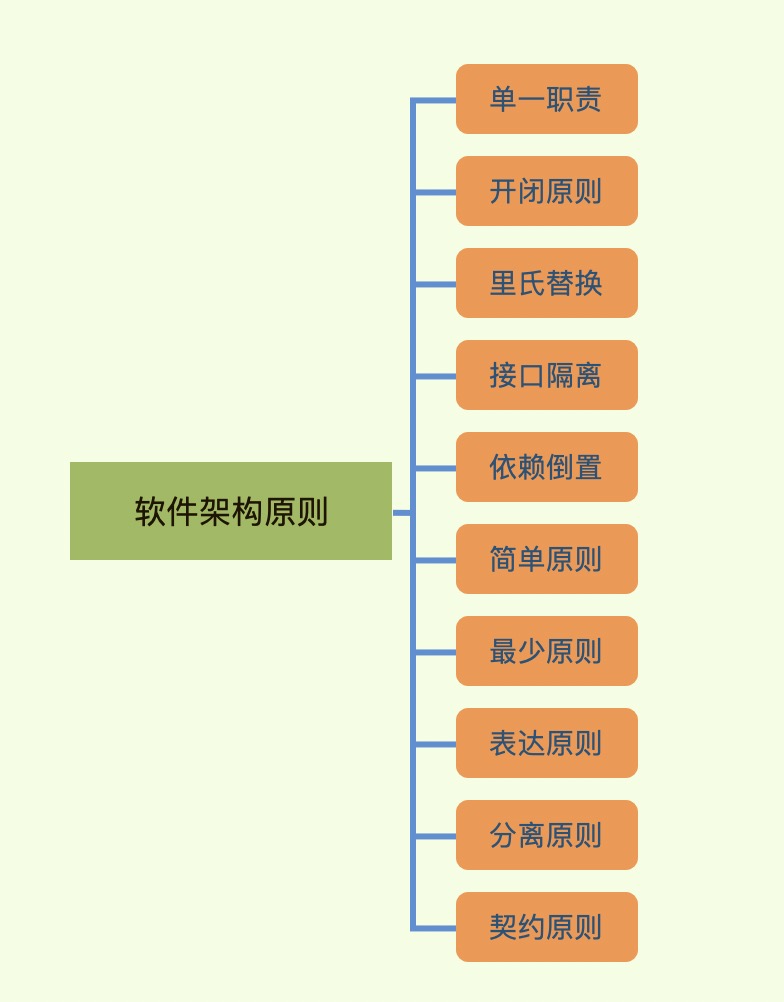 软件架构原则
单一职责
开闭原则
里氏替换
接口隔离
依赖倒置
简单原则
最少原则
表达原则
分离原则
契约原则